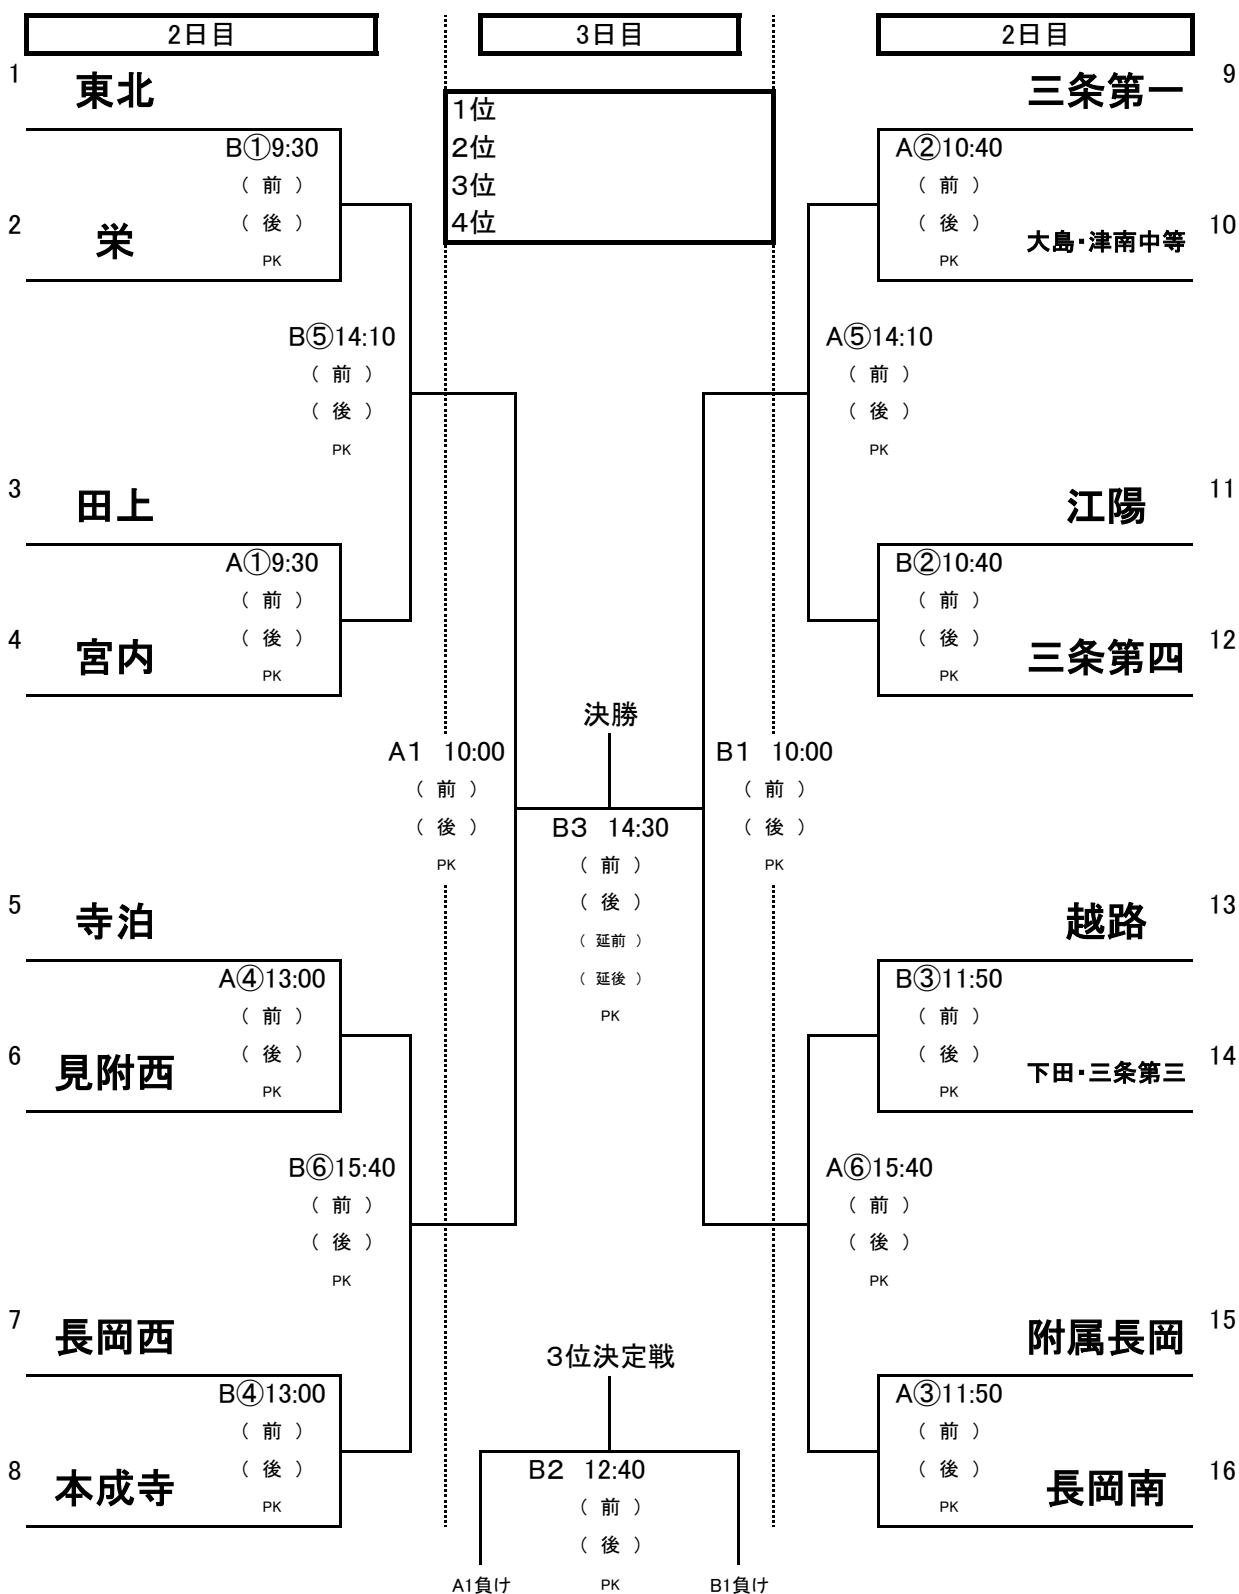 2日目
3日目
2日目
1 東北
三条第一 9
1位
2位
3位
4位
B①9:30
( 前 )
( 後 )
PK
2 栄
A②10:40
( 前 )
( 後 )
PK
大島・津南中等 10
B⑤14:10
( 前 )
( 後 )
PK
A⑤14:10
( 前 )
( 後 )
PK
3 田上
江陽 11
A①9:30
( 前 )
( 後 )
PK
4 宮内
B②10:40
( 前 )
( 後 )
PK
三条第四 12
決勝
A1 10:00
( 前 )
( 後 )
PK
B1 10:00
( 前 )
( 後 )
PK
B3 14:30
( 前 )
( 後 )
( 延前 )
( 延後 )
PK
5 寺泊
越路 13
A④13:00
( 前 )
( 後 )
PK
6 見附西
B③11:50
( 前 )
( 後 )
PK
下田・三条第三 14
B⑥15:40
( 前 )
( 後 )
PK
A⑥15:40
( 前 )
( 後 )
PK
7 長岡西
附属長岡 15
3位決定戦
B④13:00
( 前 )
( 後 )
PK
8 本成寺
A③11:50
( 前 )
( 後 )
PK
長岡南 16
B2 12:40
( 前 )
( 後 )
PK
A1負け
B1負け